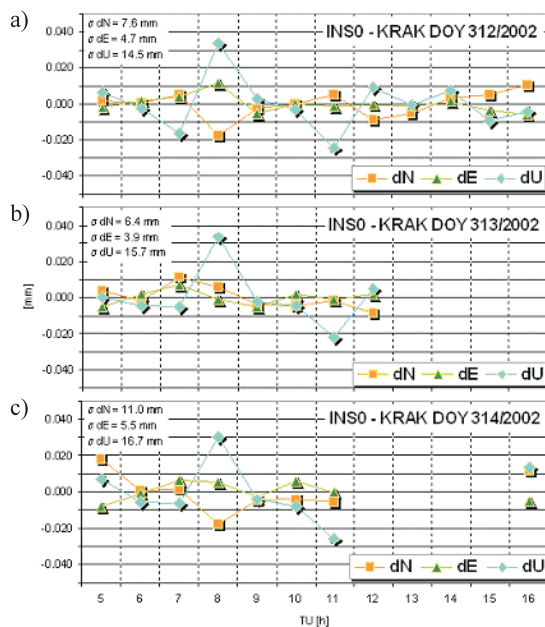 a)
σ dN = 7.6 mm
σ dE = 4.7 mm
σ dU = 14.5 mm
INS0 - KRAK DOY 312/2002
0.040
0.020
0.000
-0.020
-0.040
dN dE dU
b)
σ dN = 6.4 mm
σ dE = 3.9 mm
σ dU = 15.7 mm
INS0 - KRAK DOY 313/2002
0.040
0.020
0.000
-0.020
-0.040
[mm]
dN dE dU
c)
σ dN = 11.0 mm
σ dE = 5.5 mm
σ dU = 16.7 mm
INS0 - KRAK DOY 314/2002
0.040
0.020
0.000
-0.020
-0.040
dN dE dU
5 6 7 8 9 10 11 12 13 14 15 16
TU [h]